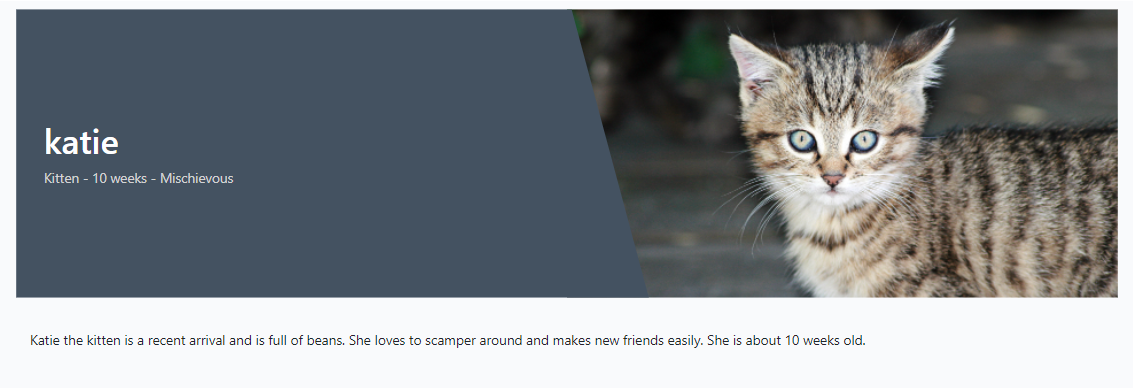 katie
Kitten - 10 weeks - Mischievous
Katie the kitten is a recent arrival and is full of beans. She loves to scamper around and makes new friends easily. She is about 10 weeks old.